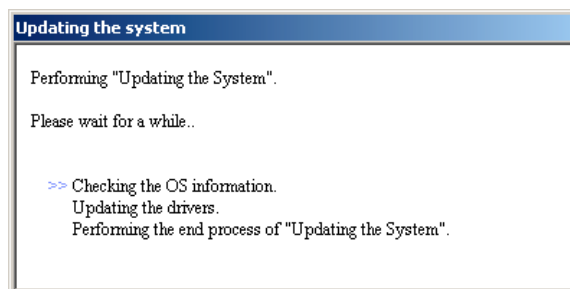 Updating the system
Performing "Updating the System".
Please wait for a while..
>> Checking the OS information.
Updating the drivers.
Performing the end process of "Updating the System".